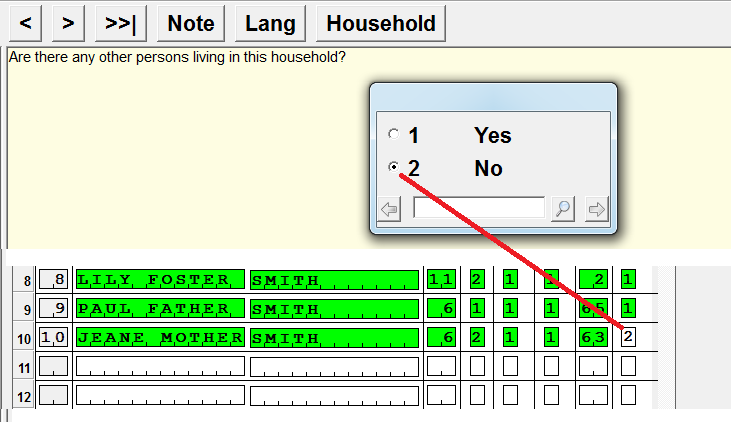 < > >>| Note Lang Household
Are there any other persons living in this household?
1 Yes
2 No
8 8 LILY FOSTER SMITH 11 2 1 1 2 1
9 9 PAUL FATHER SMITH 6 1 1 1 65 1
10 10 JEANE MOTHER SMITH 6 2 1 1 63 2
11
12